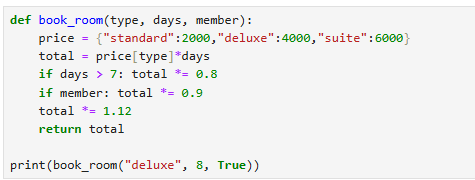 def book_room(type, days, member):
    price = {"standard":2000,"deluxe":4000,"suite":6000}
    total = price[type]*days
    if days > 7: total *= 0.8
    if member: total *= 0.9
    total *= 1.12
    return total

print(book_room("deluxe", 8, True))